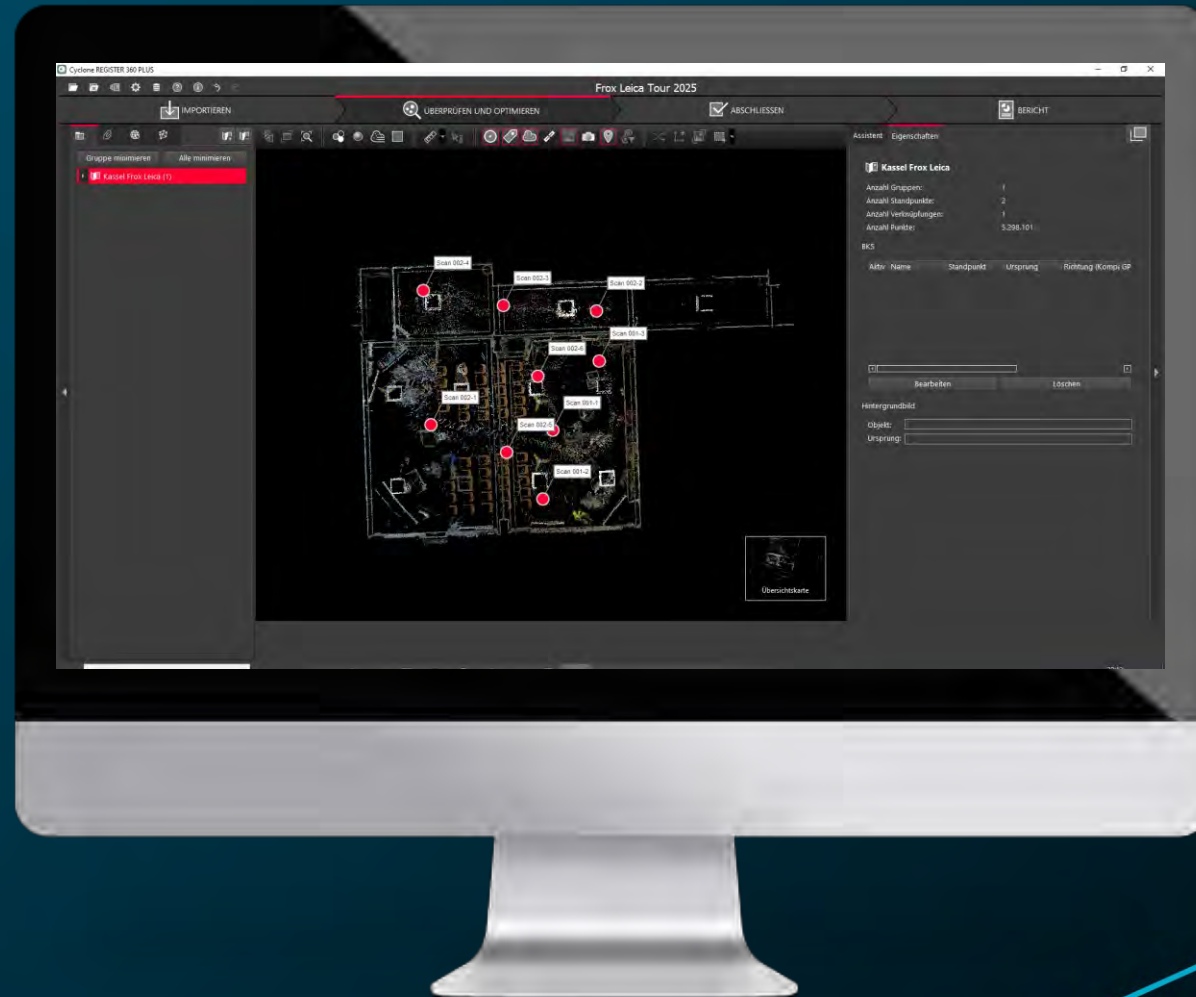 Cyclone REGISTER 360 PLUS
Frox Leica Tour 2025
IMPORTIEREN
ÜBERPRÜFEN UND OPTIMIEREN
ABSCHLIESSEN
BERICHT
Gruppe minimieren Alle minimieren
Kassel Frox Leica (1)
Scan 002-4
Scan 002-3
Scan 002-2
Scan 001-3
Scan 002-6
Scan 002-1
Scan 001-1
Scan 002-5
Scan 001-2
Übersichtskarte
Assistent Eigenschaften
Kassel Frox Leica
Anzahl Gruppen: 1
Anzahl Standpunkte: 2
Anzahl Verknüpfungen: 1
Anzahl Punkte: 5.298.101
BKS
Aktiv Name Standpunkt Ursprung Richtung (Kompa GP
Bearbeiten Löschen
Hintergrundbild
Objekt:
Ursprung: